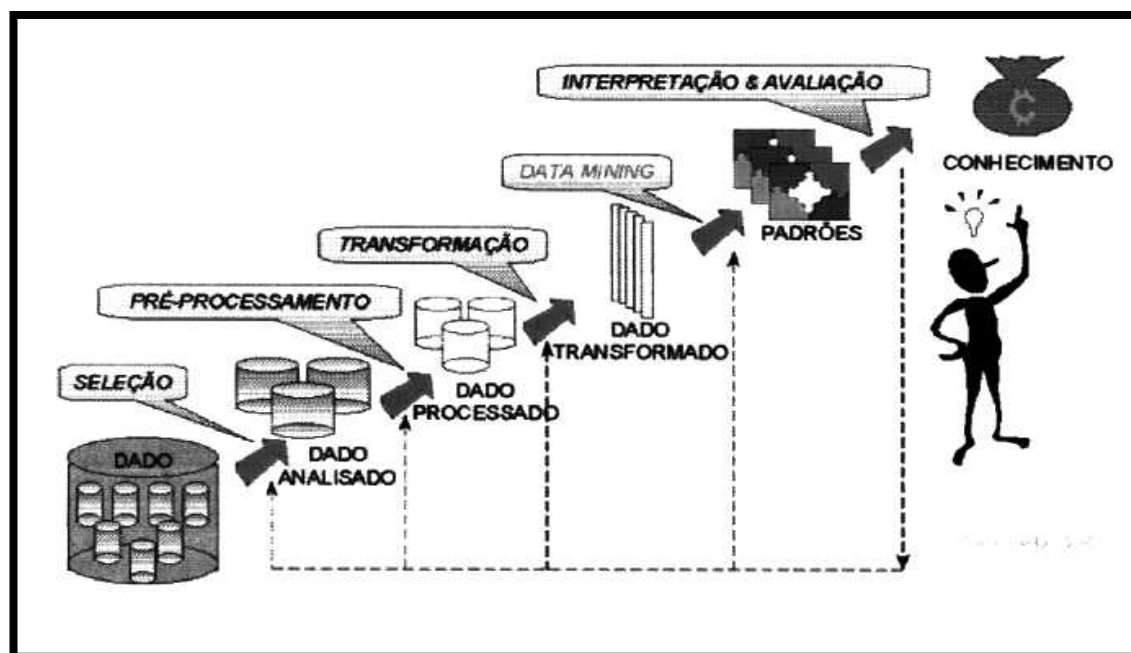 INTERPRETAÇÃO & AVALIAÇÃO
₵
CONHECIMENTO
DATA MINING
PADRÕES
TRANSFORMAÇÃO
DADO
TRANSFORMADO
PRÉ-PROCESSAMENTO
DADO
PROCESSADO
SELEÇÃO
DADO
ANALISADO
DADO